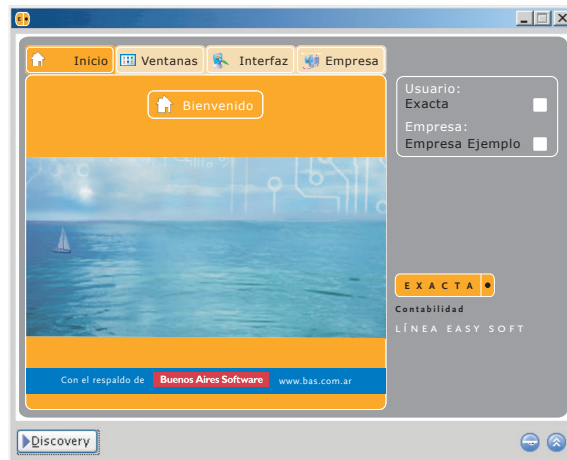 Inicio
Ventanas
Interfaz
Empresa
Bienvenido
Usuario:
Exacta
Empresa:
Empresa Ejemplo
EXACTA
Contabilidad
LÍNEA EASY SOFT
Con el respaldo de Buenos Aires Software www.bas.com.ar
Discovery